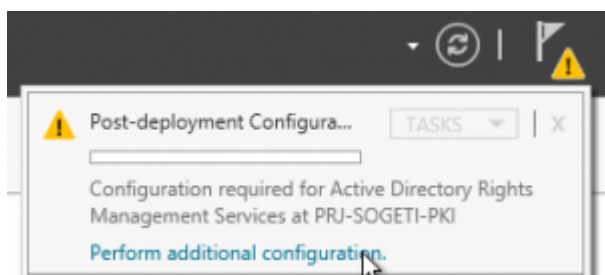 Post-deployment Configura...
TASKS
X
Configuration required for Active Directory Rights
Management Services at PRJ-SOGETI-PKI
Perform additional configuration.